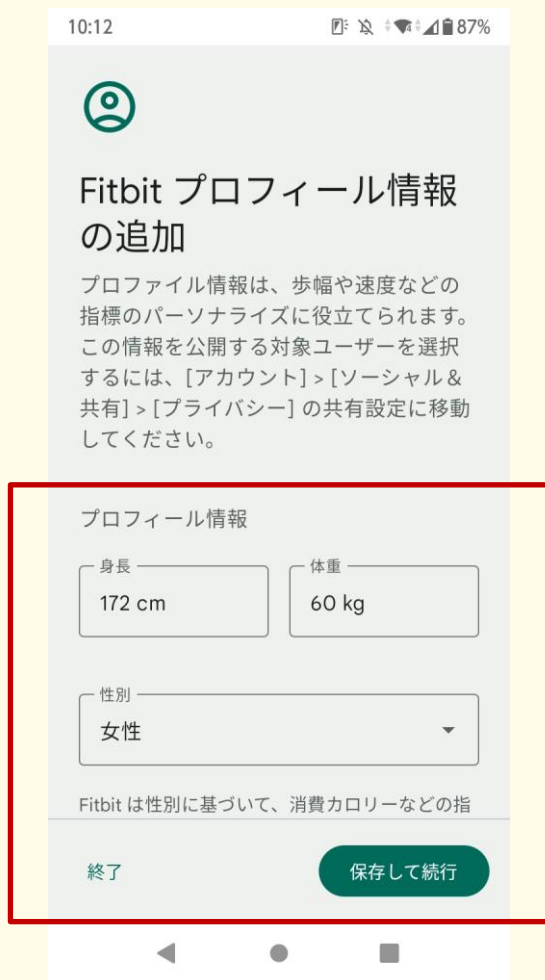 10:12 87%
Fitbit プロフィール情報
の追加
プロファイル情報は、歩幅や速度などの
指標のパーソナライズに役立てられます。
この情報を公開する対象ユーザーを選択
するには、[アカウント] > [ソーシャル &
共有] > [プライバシー] の共有設定に移動
してください。
プロフィール情報
身長 体重
172 cm 60 kg
性別
女性
Fitbit は性別に基づいて、消費カロリーなどの指
終了 保存して続行